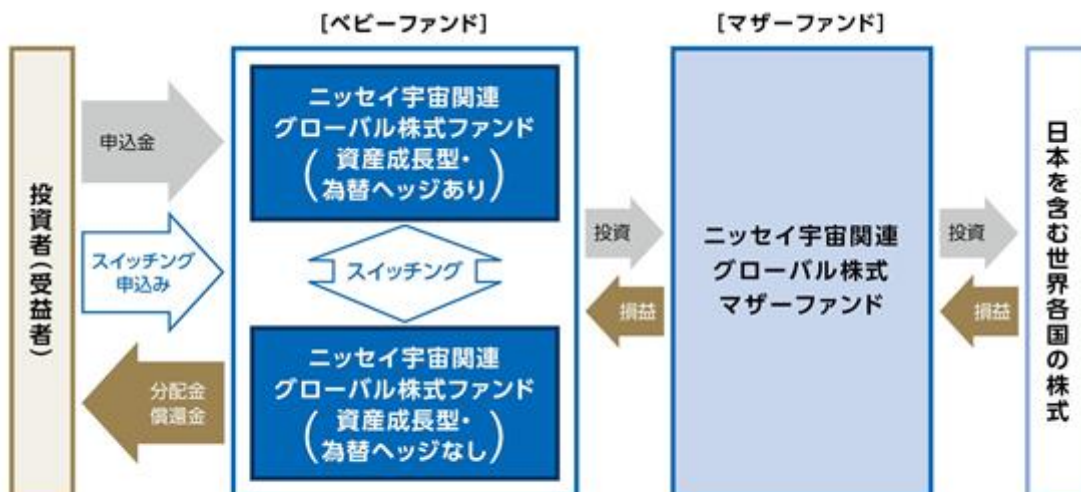 [ベビーファンド]
[マザーファンド]
投資者(受益者)
申込金
スイッチング
申込み
分配金
償還金
ニッセイ宇宙関連
グローバル株式ファンド
(資産成長型・
為替ヘッジあり)
スイッチング
ニッセイ宇宙関連
グローバル株式ファンド
(資産成長型・
為替ヘッジなし)
投資
損益
ニッセイ宇宙関連
グローバル株式
マザーファンド
投資
損益
日本を含む世界各国の株式